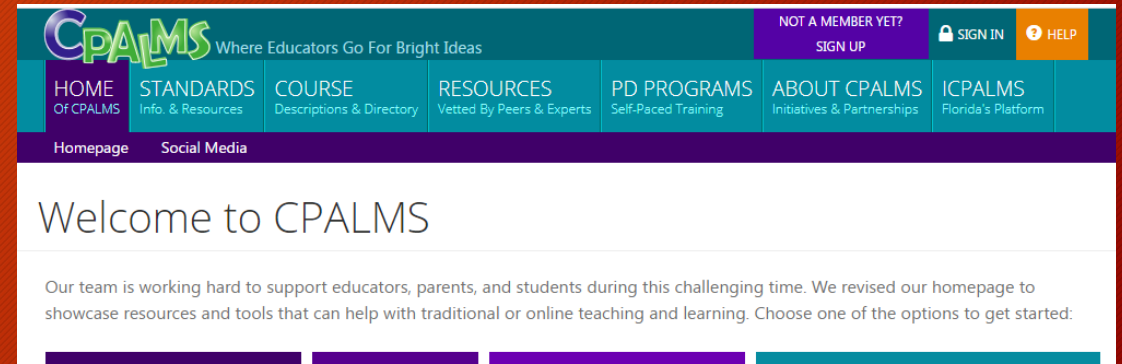 CPALMS Where Educators Go For Bright Ideas
NOT A MEMBER YET?
SIGN UP
SIGN IN
HELP
HOME
Of CPALMS
STANDARDS
Info. & Resources
COURSE
Descriptions & Directory
RESOURCES
Vetted By Peers & Experts
PD PROGRAMS
Self-Paced Training
ABOUT CPALMS
Initiatives & Partnerships
ICPALMS
Florida's Platform
Homepage Social Media
Welcome to CPALMS
Our team is working hard to support educators, parents, and students during this challenging time. We revised our homepage to
showcase resources and tools that can help with traditional or online teaching and learning. Choose one of the options to get started: